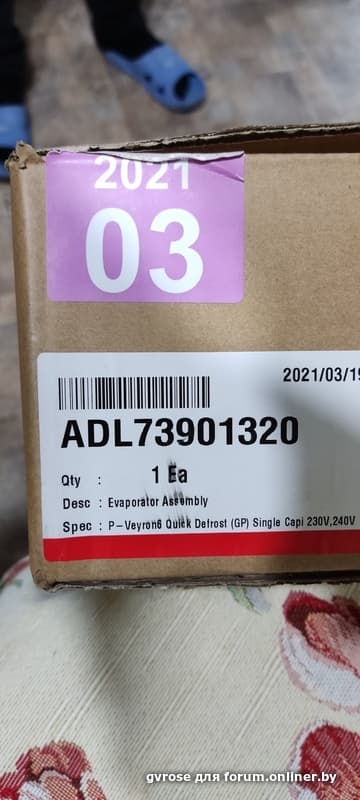 2021
03
2021/03/19
ADL73901320
Qty : 1 Ea
Desc : Evaporator Assembly
Spec : P-Veyron6 Quick Defrost (GP) Single Capi 230V,240V
gvrose для forum.onliner.by